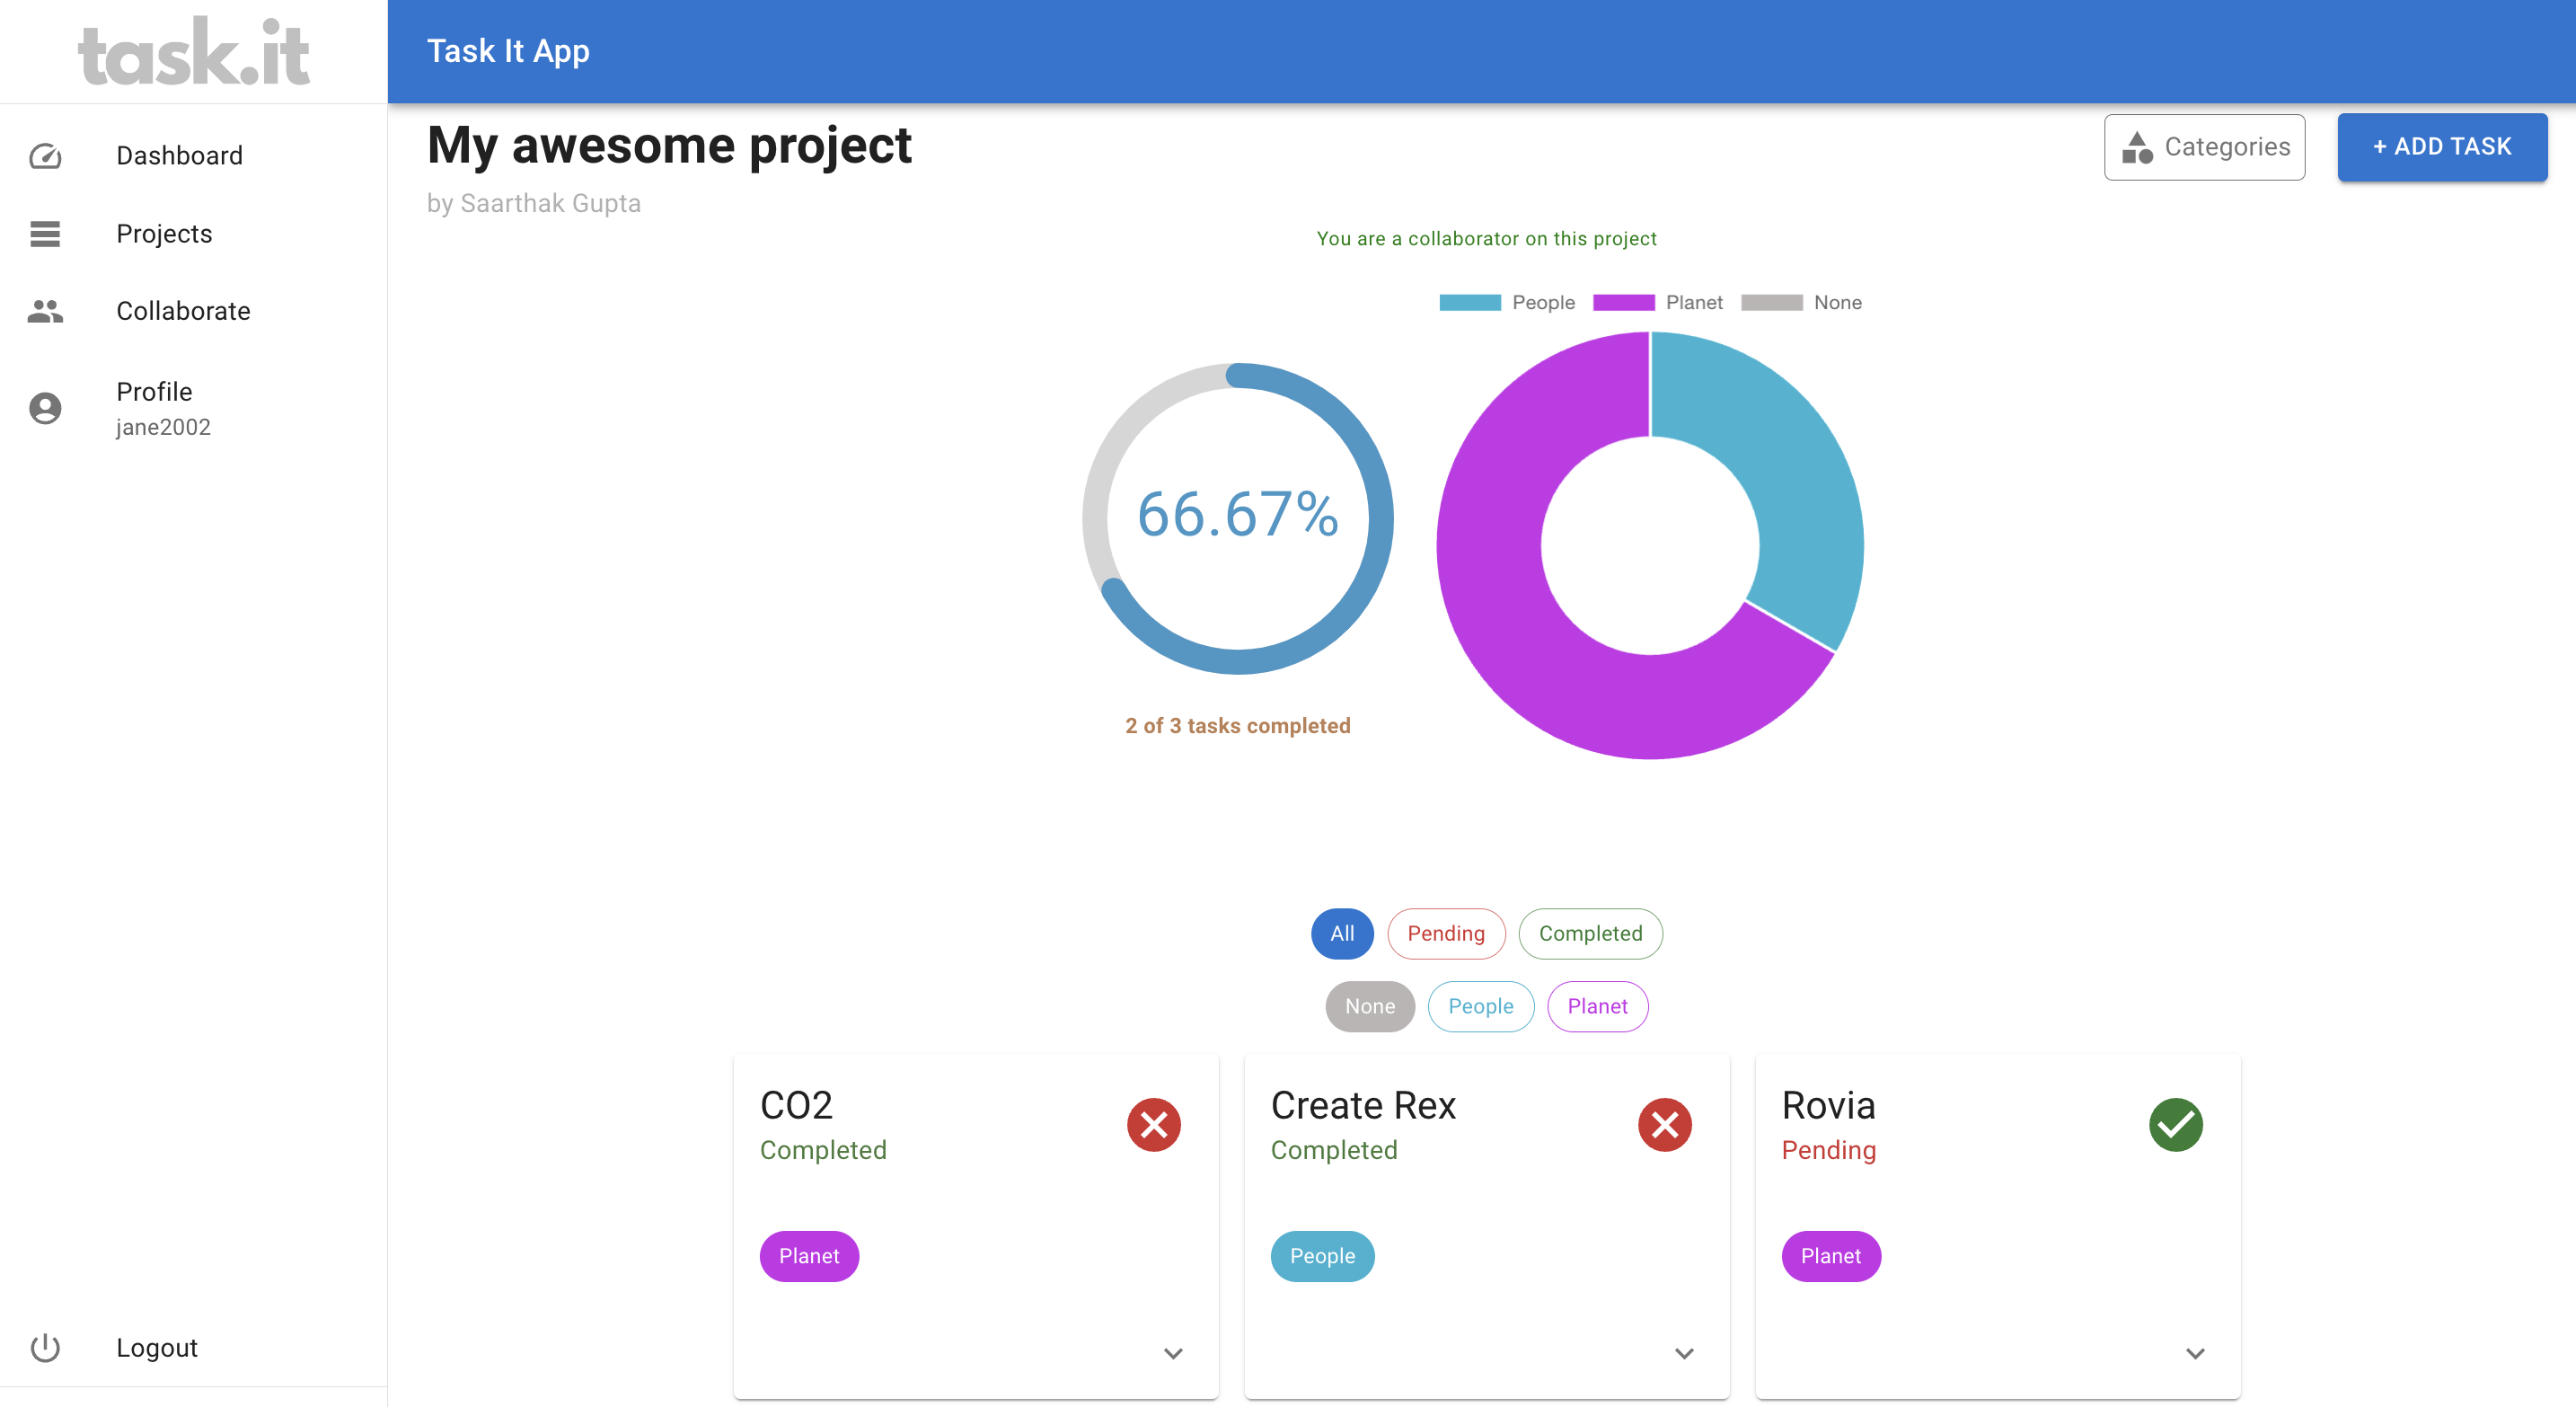 task.it
Task It App
Dashboard
Projects
Collaborate
Profile
jane2002
Logout
My awesome project
by Saarthak Gupta
Categories
+ ADD TASK
You are a collaborator on this project
People Planet None
66.67%
2 of 3 tasks completed
All Pending Completed
None People Planet
CO2
Completed
Planet
Create Rex
Completed
People
Rovia
Pending
Planet